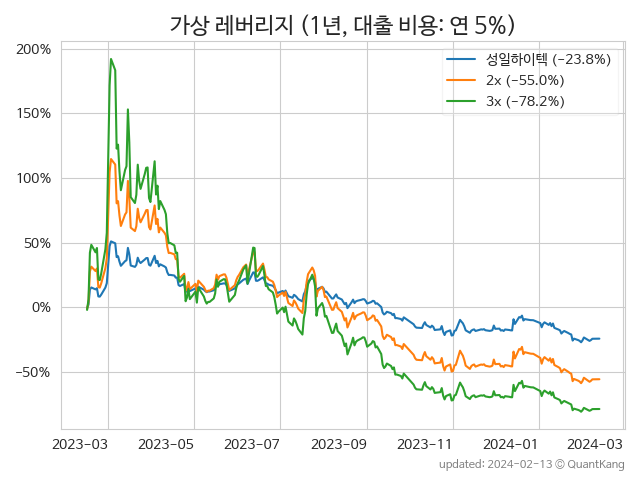 가상 레버리지 (1년, 대출 비용: 연 5%)
성일하이텍 (-23.8%)
2x (-55.0%)
3x (-78.2%)
200%
150%
100%
50%
0%
-50%
2023-03 2023-05 2023-07 2023-09 2023-11 2024-01 2024-03
updated: 2024-02-13 © QuantKang